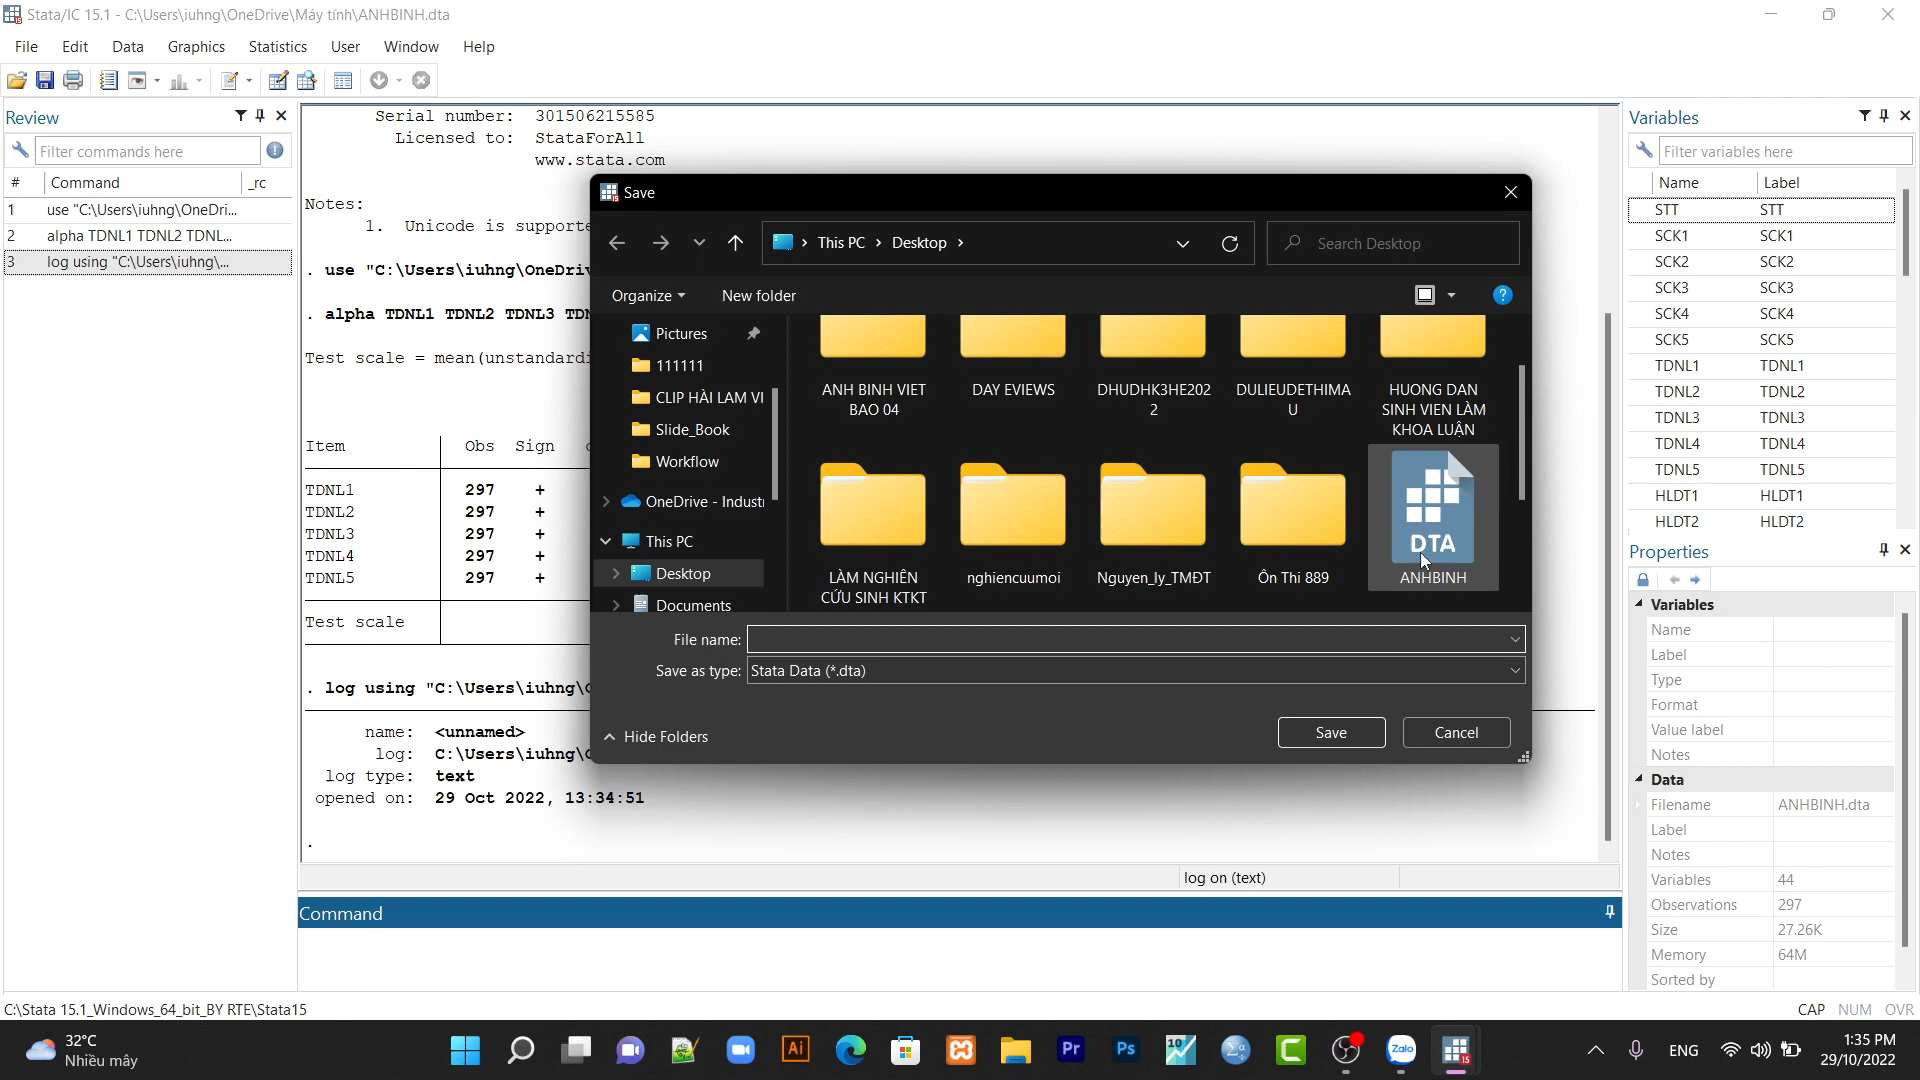 Stata/IC 15.1 - C:\Users\iuhng\OneDrive\Máy tính\ANHBINH.dta
File Edit Data Graphics Statistics User Window Help
Review
Filter commands here
# Command _rc
1 use "C:\Users\iuhng\OneDri...
2 alpha TDNL1 TDNL2 TDNL...
3 log using "C:\Users\iuhng\...
Serial number: 301506215585
Licensed to: StataForAll
www.stata.com
Notes:
1. Unicode is supporte
. use "C:\Users\iuhng\OneDriv
. alpha TDNL1 TDNL2 TDNL3 TDN
Test scale = mean(unstandardi
Item Obs Sign
TDNL1 297 +
TDNL2 297 +
TDNL3 297 +
TDNL4 297 +
TDNL5 297 +
Test scale
. log using "C:\Users\iuhng\O
name: <unnamed>
log: C:\Users\iuhng\O
log type: text
opened on: 29 Oct 2022, 13:34:51
.
log on (text)
Command
Save
This PC > Desktop >
Search Desktop
Organize New folder
Pictures
111111
CLIP HÀI LAM VI
Slide_Book
Workflow
OneDrive - Industi
This PC
Desktop
Documents
ANH BINH VIET
BAO 04
DAY EVIEWS
DHUDHK3HE202
2
DULIEUDETHIMA
U
HUONG DAN
SINH VIEN LÀM
KHOA LUẬN
LÀM NGHIÊN
CỨU SINH KTKT
nghiencuumoi
Nguyen_ly_TMĐT
Ôn Thi 889
DTA
ANHBINH
File name:
Save as type: Stata Data (*.dta)
Hide Folders
Save Cancel
Variables
Filter variables here
Name Label
STT STT
SCK1 SCK1
SCK2 SCK2
SCK3 SCK3
SCK4 SCK4
SCK5 SCK5
TDNL1 TDNL1
TDNL2 TDNL2
TDNL3 TDNL3
TDNL4 TDNL4
TDNL5 TDNL5
HLDT1 HLDT1
HLDT2 HLDT2
Properties
Variables
Name
Label
Type
Format
Value label
Notes
Data
Filename ANHBINH.dta
Label
Notes
Variables 44
Observations 297
Size 27.26K
Memory 64M
Sorted by
C:\Stata 15.1_Windows_64_bit_BY RTE\Stata15
CAP NUM OVR
32°C
Nhiều mây
Ai
Pr
Ps
10
Zalo
15
ENG
1:35 PM
29/10/2022